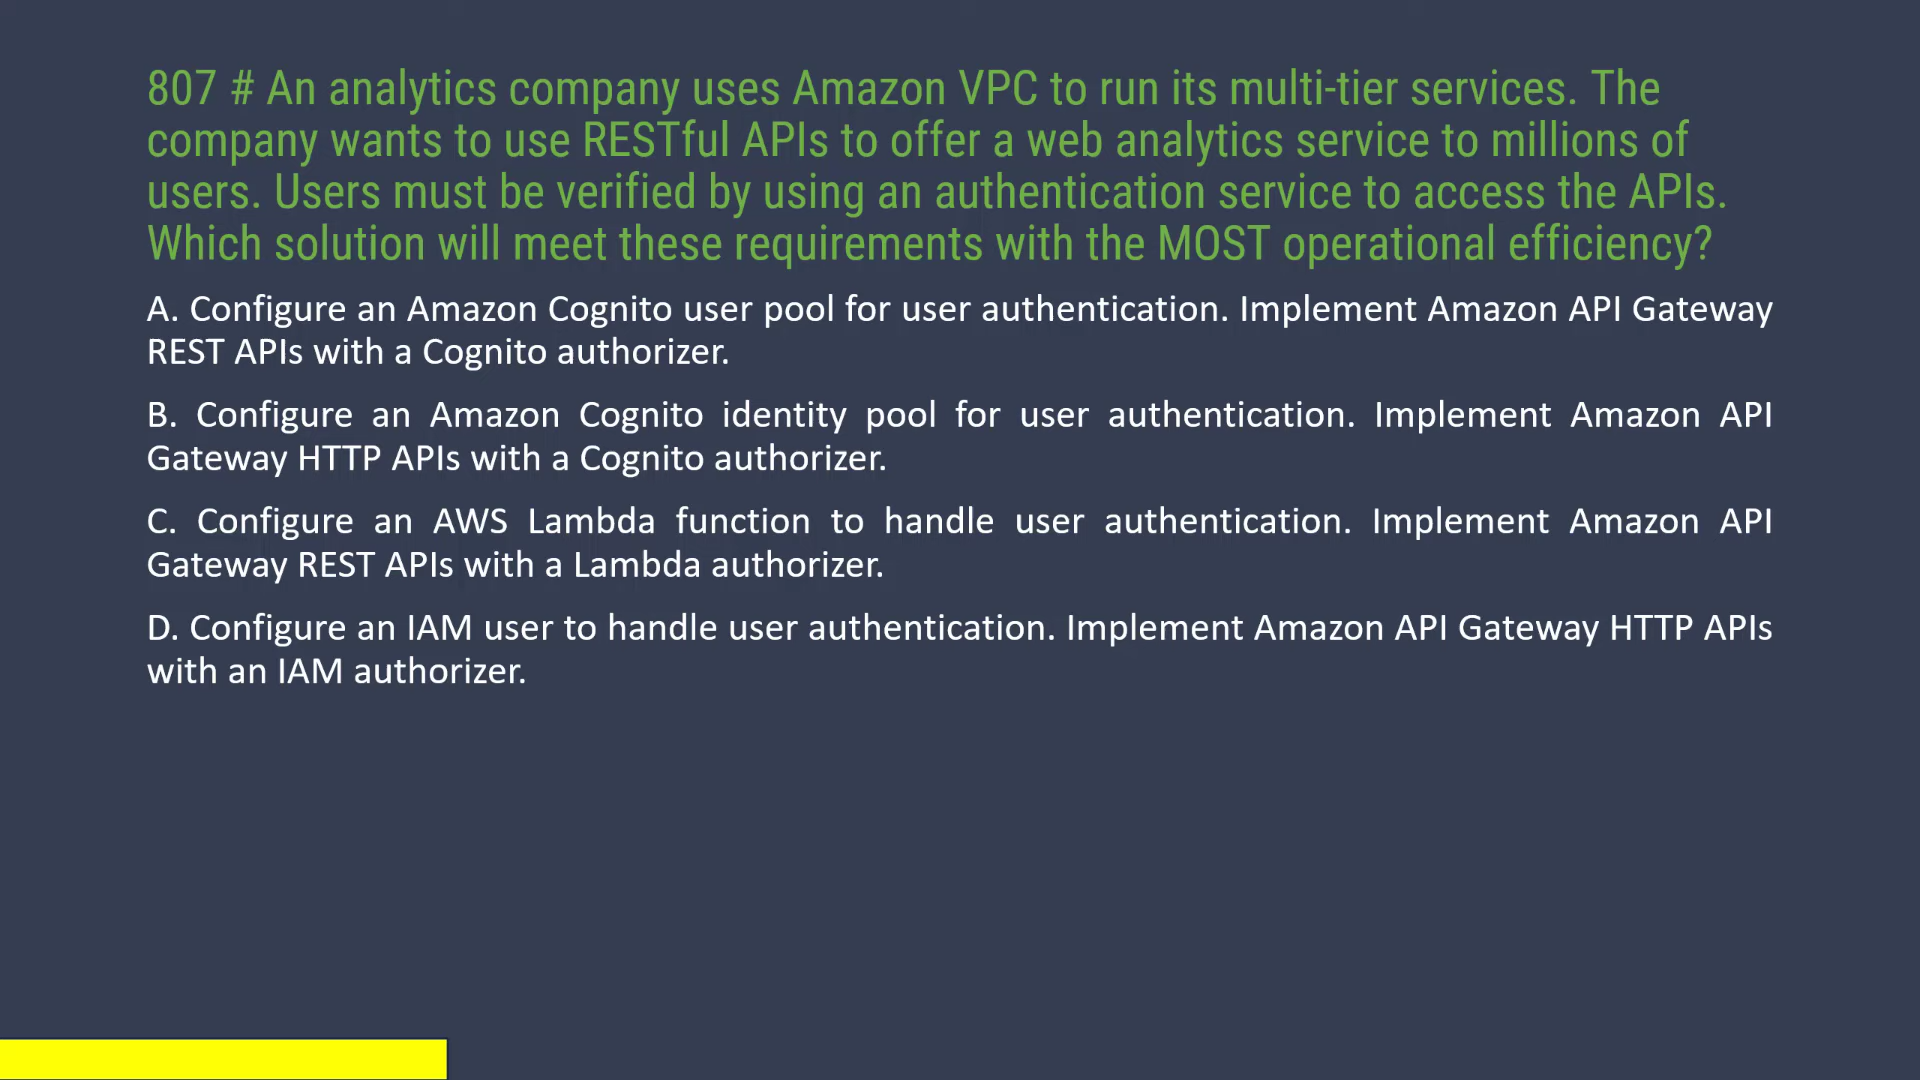 807 # An analytics company uses Amazon VPC to run its multi-tier services. The
company wants to use RESTful APIs to offer a web analytics service to millions of
users. Users must be verified by using an authentication service to access the APIs.
Which solution will meet these requirements with the MOST operational efficiency?
A. Configure an Amazon Cognito user pool for user authentication. Implement Amazon API Gateway
REST APIs with a Cognito authorizer.
B. Configure an Amazon Cognito identity pool for user authentication. Implement Amazon API
Gateway HTTP APIs with a Cognito authorizer.
C. Configure an AWS Lambda function to handle user authentication. Implement Amazon API
Gateway REST APIs with a Lambda authorizer.
D. Configure an IAM user to handle user authentication. Implement Amazon API Gateway HTTP APIs
with an IAM authorizer.